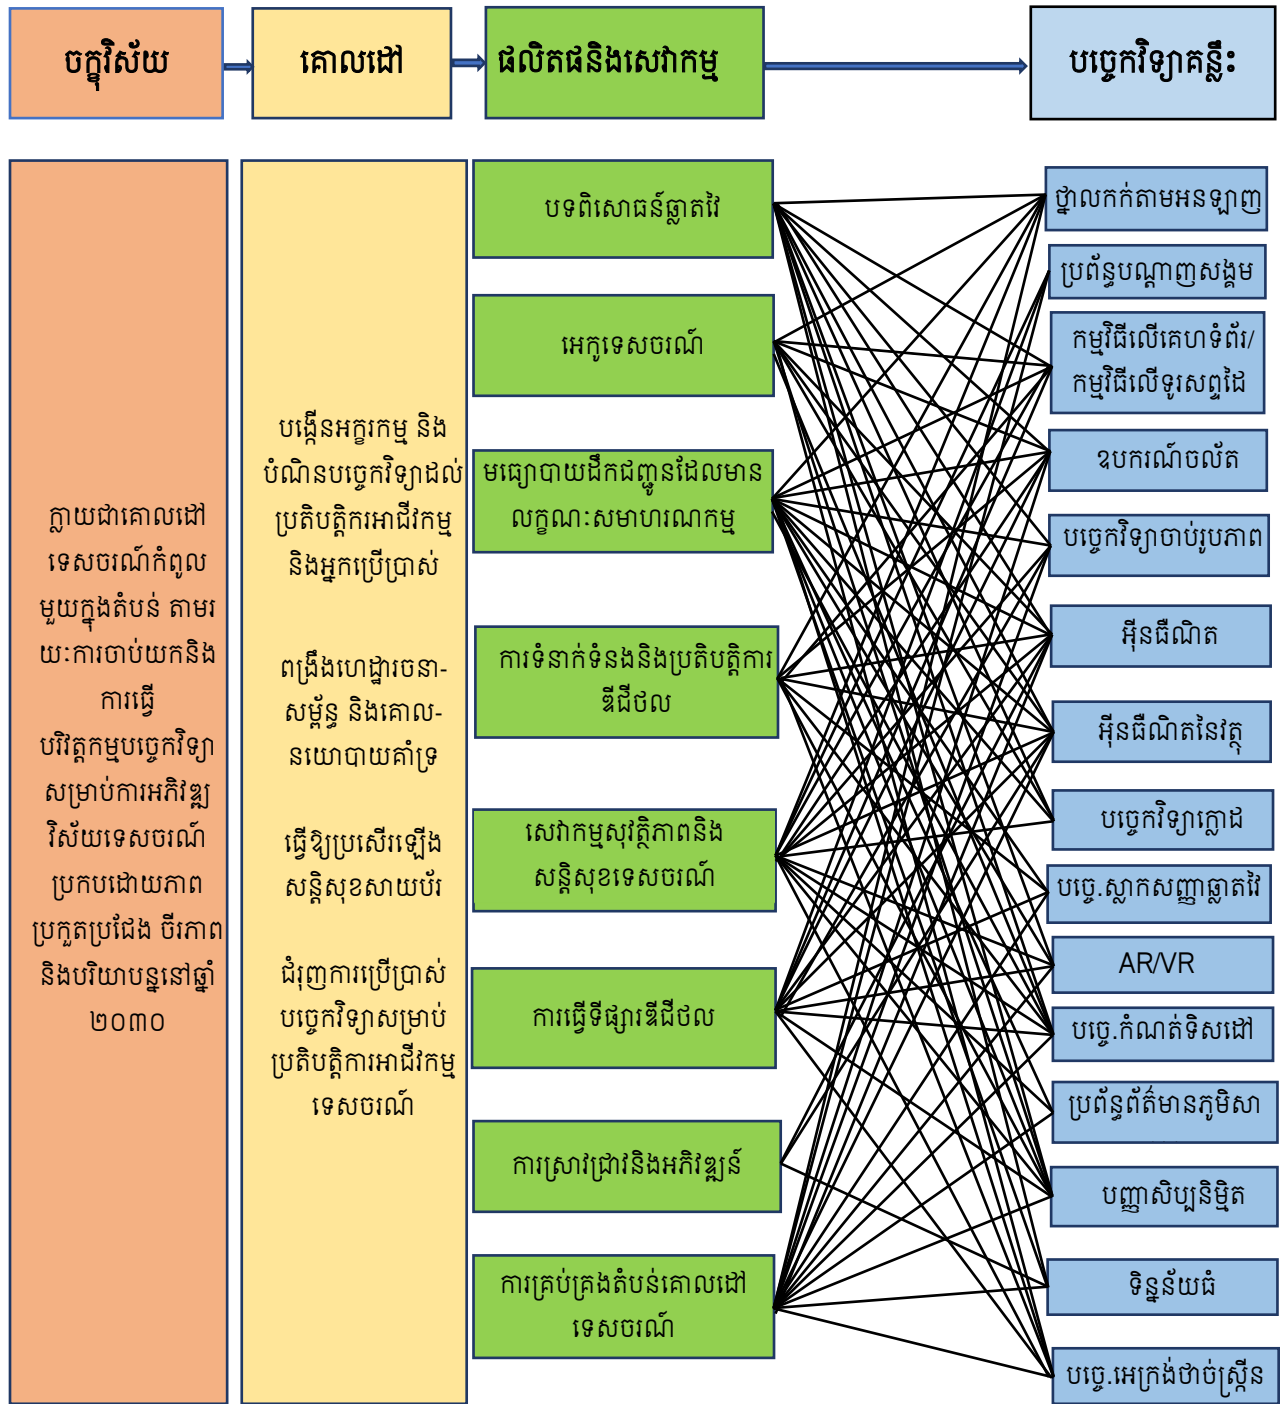 ចក្ខុវិស័យ
គោលដៅ
ផលិតផនិងសេវាកម្ម
បច្ចេកវិទ្យាគន្លឹះ
ក្លាយជាគោលដៅ
ទេសចរណ៍កំពូល
មួយក្នុងតំបន់ តាមរ
យៈការចាប់យកនិង
ការធ្វើ
បរិវត្តកម្មបច្ចេកវិទ្យា
សម្រាប់ការអភិវឌ្ឍ
វិស័យទេសចរណ៍
ប្រកបដោយភាព
ប្រកួតប្រជែង ចីរភាព
និងបរិយាបន្ននៅឆ្នាំ
២០៣០
បង្កើនអក្ខរកម្ម និង
បំណិនបច្ចេកវិទ្យាដល់
ប្រតិបត្តិករអាជីវកម្ម
និងអ្នកប្រើប្រាស់
ពង្រឹងហេដ្ឋារចនា-
សម្ព័ន្ធ និងគោល-
នយោបាយគាំទ្រ
ធ្វើឱ្យប្រសើរឡើង
សន្តិសុខសាយប័រ
ជំរុញការប្រើប្រាស់
បច្ចេកវិទ្យាសម្រាប់
ប្រតិបត្តិការអាជីវកម្ម
ទេសចរណ៍
បទពិសោធន៍ឆ្លាតវៃ
អេកូទេសចរណ៍
មធ្យោបាយដឹកជញ្ជូនដែលមាន
លក្ខណៈសមាហរណកម្ម
ការទំនាក់ទំនងនិងប្រតិបត្តិការ
ឌីជីថល
សេវាកម្មសុវត្ថិភាពនិង
សន្តិសុខទេសចរណ៍
ការធ្វើទីផ្សារឌីជីថល
ការស្រាវជ្រាវនិងអភិវឌ្ឍន៍
ការគ្រប់គ្រងតំបន់គោលដៅ
ទេសចរណ៍
ថ្នាលកក់តាមអនឡាញ
ប្រព័ន្ធបណ្តាញសង្គម
កម្មវិធីលើគេហទំព័រ/
កម្មវិធីលើទូរសព្ទដៃ
ឧបករណ៍ចល័ត
បច្ចេកវិទ្យាចាប់រូបភាព
អ៊ីនធឺណិត
អ៊ីនធឺណិតនៃវត្ថុ
បច្ចេកវិទ្យាក្លោដ
បច្ចេ.ស្លាកសញ្ញាឆ្លាតវៃ
AR/VR
បច្ចេ.កំណត់ទិសដៅ
ប្រព័ន្ធព័ត៌មានភូមិសា
បញ្ញាសិប្បនិម្មិត
ទិន្នន័យធំ
បច្ចេ.អេក្រង់ថាច់ស្គ្រីន